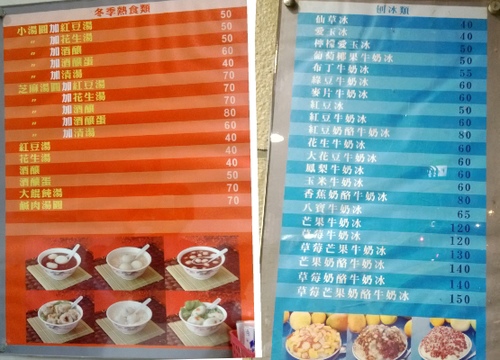 冬季熱食類
小湯圓加紅豆湯 50
〃 加花生湯 50
〃 加酒釀 60
〃 加酒釀蛋 40
〃 加漬湯 40
芝麻湯圓加紅豆湯 70
〃 加花生湯 70
〃 加酒釀 80
〃 加酒釀蛋 60
〃 加漬湯 40
紅豆湯 40
花生湯 40
酒釀 50
酒釀蛋 70
大餛飩湯 70
鹹肉湯圓
刨冰類
仙草冰 40
愛玉冰 40
檸檬愛玉冰 50
葡萄椰果牛奶冰 50
布丁牛奶冰 55
綠豆牛奶冰 60
麥片牛奶冰 60
紅豆冰 50
紅豆牛奶冰 60
紅豆奶酪牛奶冰 80
花生牛奶冰 60
大花豆牛奶冰 60
鳳梨牛奶冰 60
玉米牛奶冰 60
香蕉奶酪牛奶冰 80
八寶牛奶冰 65
芒果牛奶冰 120
草莓牛奶冰 120
草莓芒果牛奶冰 130
芒果奶酪牛奶冰 140
草莓奶酪牛奶冰 140
草莓芒果奶酪牛奶冰 150